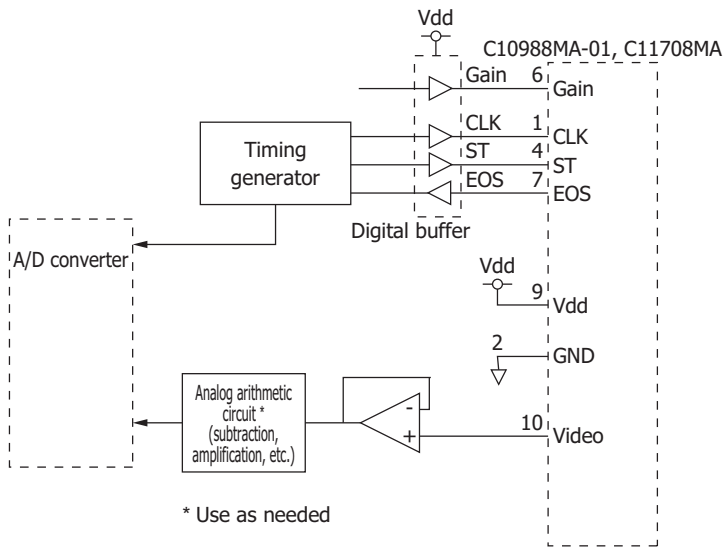 Vdd
C10988MA-01, C11708MA
Gain 6 Gain
CLK 1 CLK
ST 4 ST
EOS 7 EOS
Timing
generator
Digital buffer
A/D converter
Vdd
9 Vdd
2 GND
Analog arithmetic
circuit *
(subtraction,
amplification, etc.)
-
+
10 Video
* Use as needed